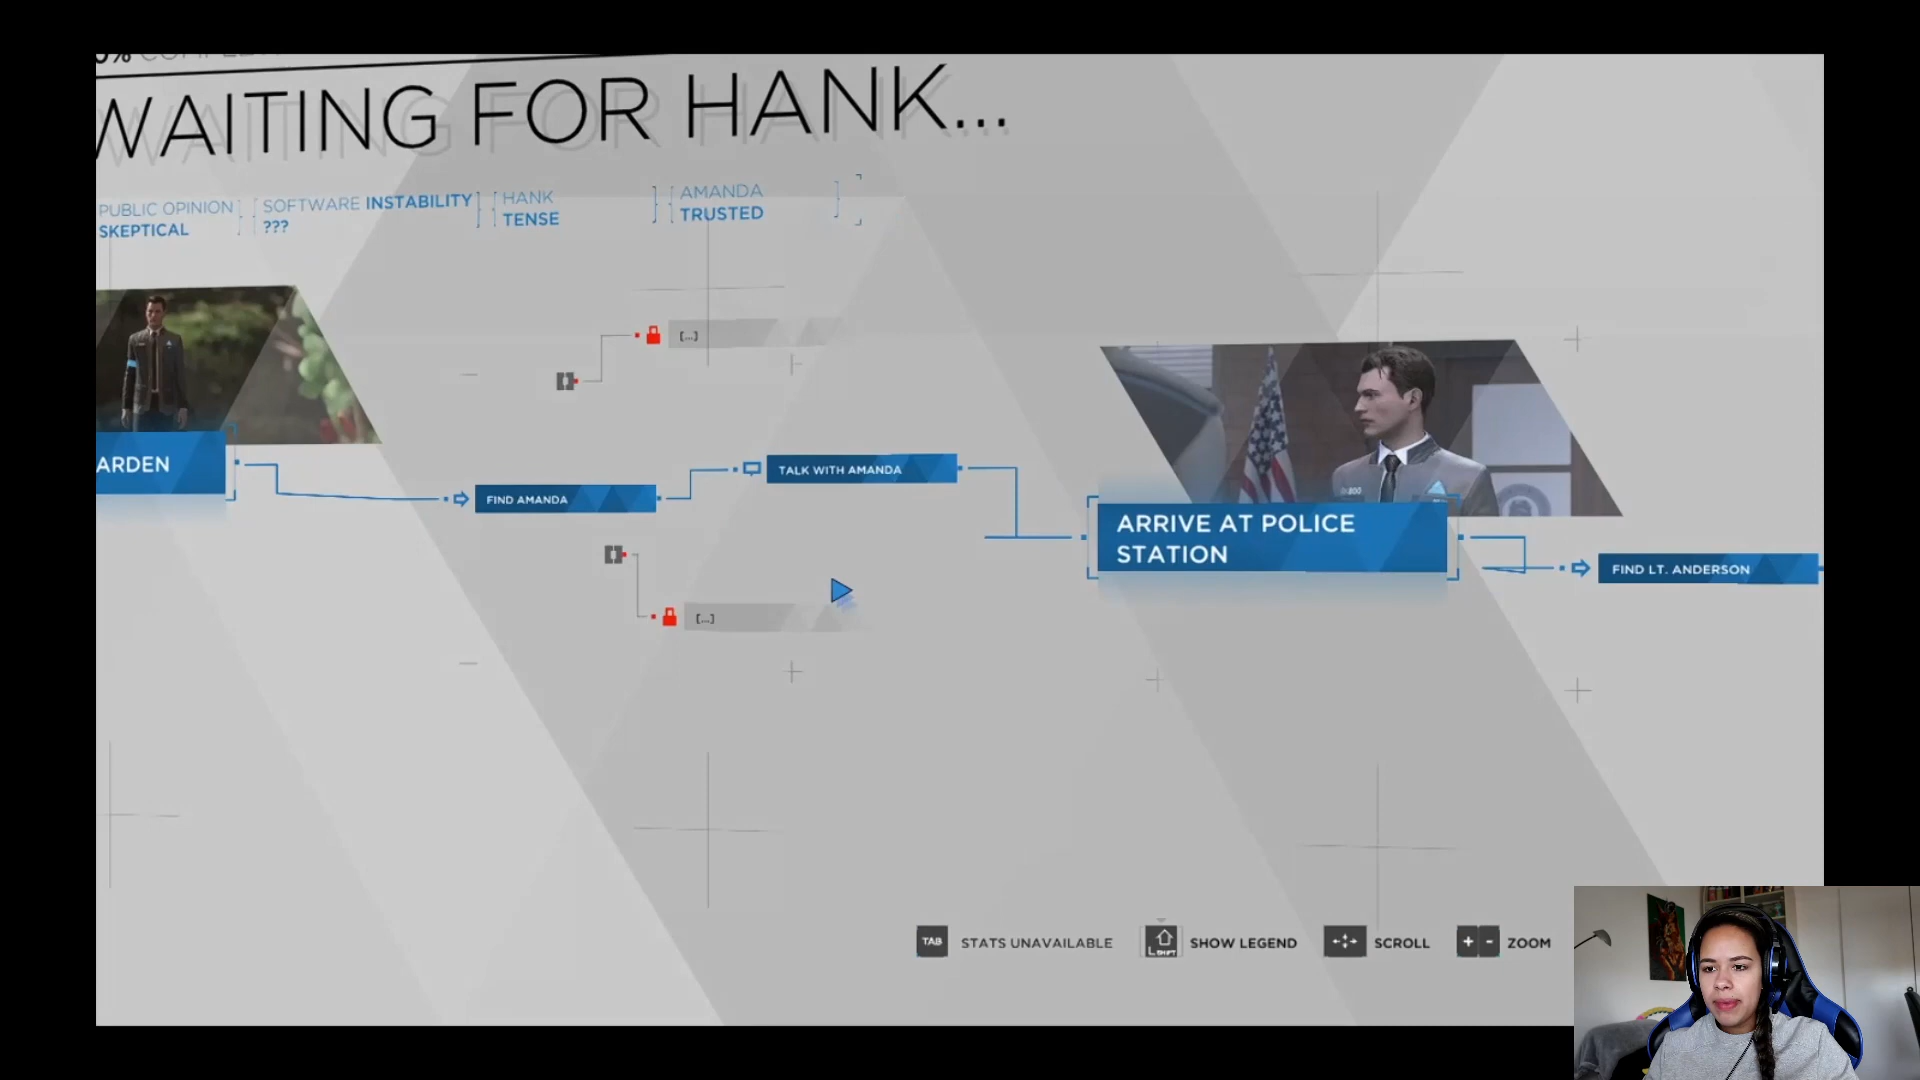 WAITING FOR HANK...
PUBLIC OPINION
SKEPTICAL
SOFTWARE INSTABILITY
???
HANK
TENSE
AMANDA
TRUSTED
[...]
ARDEN
FIND AMANDA
TALK WITH AMANDA
ARRIVE AT POLICE
STATION
FIND LT. ANDERSON
[...]
TAB STATS UNAVAILABLE
SHOW LEGEND
SCROLL
+ - ZOOM